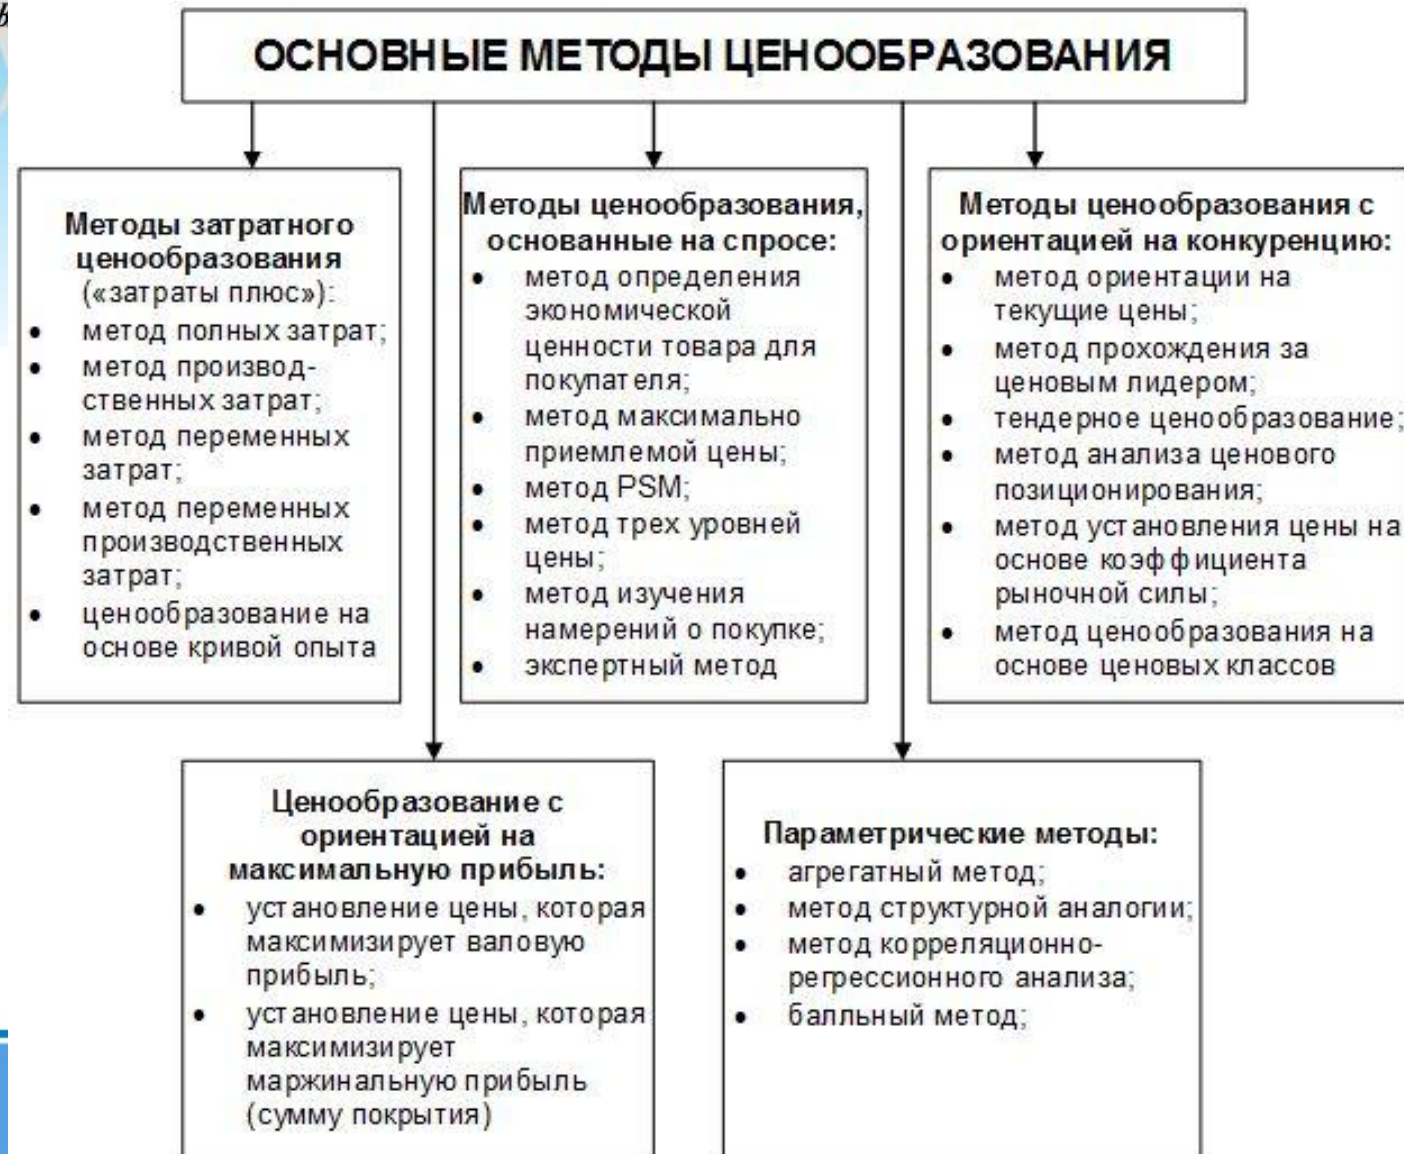 ОСНОВНЫЕ МЕТОДЫ ЦЕНООБРАЗОВАНИЯ
Методы затратного
ценообразования
(«затраты плюс»):
• метод полных затрат;
• метод производ-
ственных затрат;
• метод переменных
затрат;
• метод переменных
производственных
затрат;
• ценообразование на
основе кривой опыта
Методы ценообразования,
основанные на спросе:
• метод определения
экономической
ценности товара для
покупателя;
• метод максимально
приемлемой цены;
• метод PSM;
• метод трех уровней
цены;
• метод изучения
намерений о покупке;
• экспертный метод
Методы ценообразования с
ориентацией на конкуренцию:
• метод ориентации на
текущие цены;
• метод прохождения за
ценовым лидером;
• тендерное ценообразование;
• метод анализа ценового
позиционирования;
• метод установления цены на
основе коэффициента
рыночной силы;
• метод ценообразования на
основе ценовых классов
Ценообразование с
ориентацией на
максимальную прибыль:
• установление цены, которая
максимизирует валовую
прибыль;
• установление цены, которая
максимизирует
маржинальную прибыль
(сумму покрытия)
Параметрические методы:
• агрегатный метод;
• метод структурной аналогии;
• метод корреляционно-
регрессионного анализа;
• балльный метод;